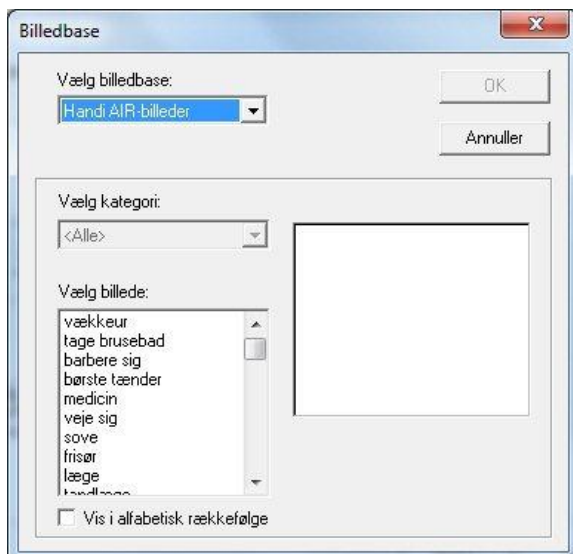 Billedbase
Vælg billedbase:
Handi AIR-billeder
OK
Annuller
Vælg kategori:
<Alle>
Vælg billede:
vækkeur
tage brusebad
barbere sig
børste tænder
medicin
veje sig
sove
frisør
læge
tandlæge
Vis i alfabetisk rækkefølge